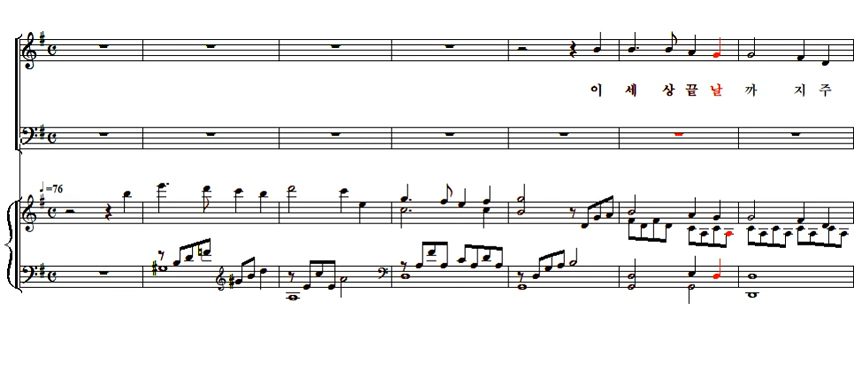 이 세 상 끝 날 까 지 주
♩=76